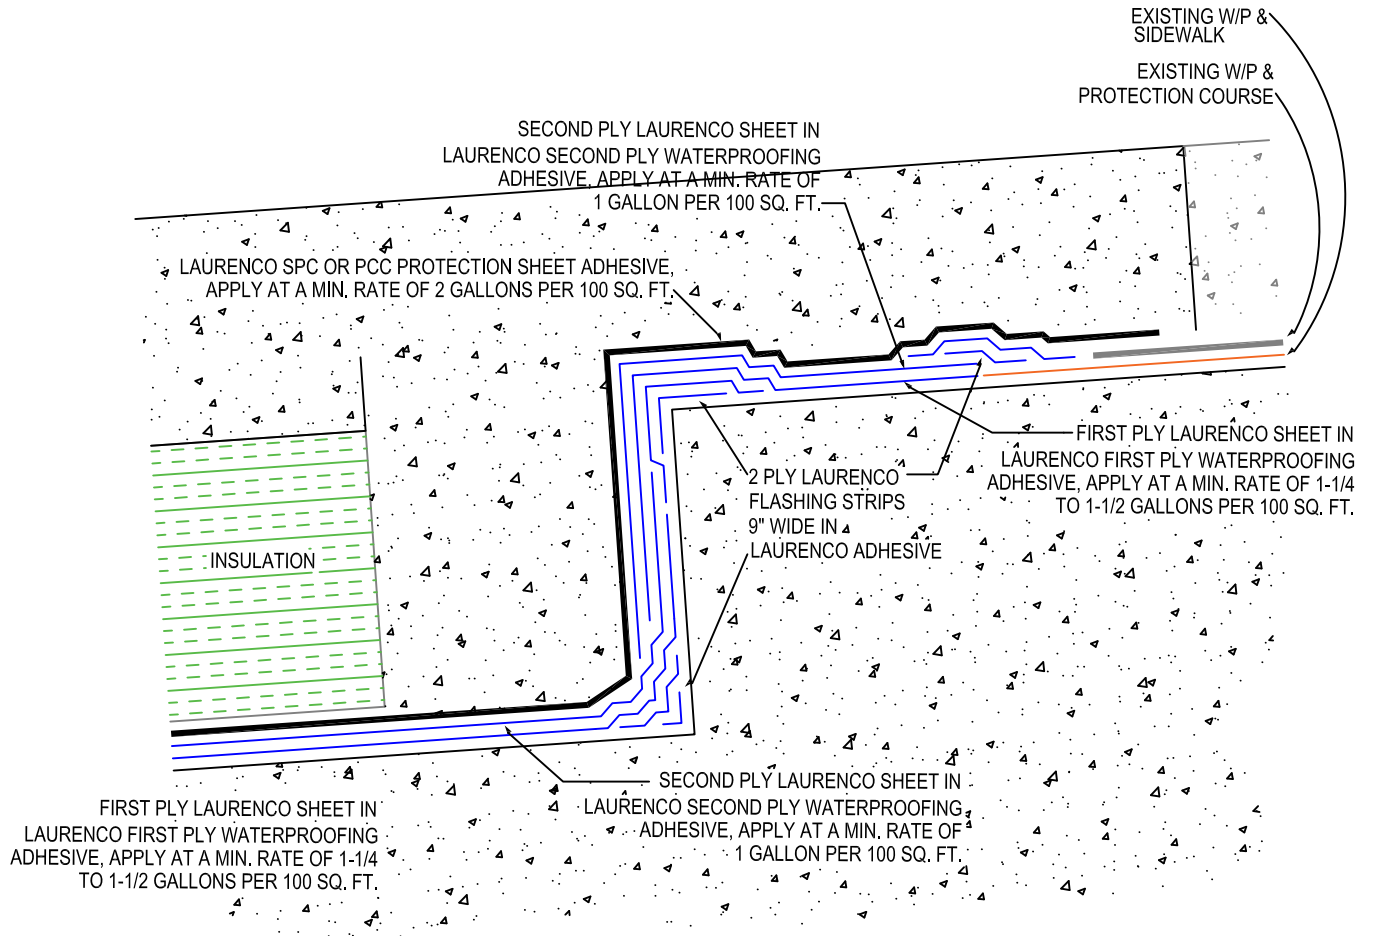 EXISTING W/P &
SIDEWALK
EXISTING W/P &
PROTECTION COURSE
SECOND PLY LAURENCO SHEET IN
LAURENCO SECOND PLY WATERPROOFING
ADHESIVE, APPLY AT A MIN. RATE OF
1 GALLON PER 100 SQ. FT.
LAURENCO SPC OR PCC PROTECTION SHEET ADHESIVE,
APPLY AT A MIN. RATE OF 2 GALLONS PER 100 SQ. FT.
FIRST PLY LAURENCO SHEET IN
LAURENCO FIRST PLY WATERPROOFING
ADHESIVE, APPLY AT A MIN. RATE OF 1-1/4
TO 1-1/2 GALLONS PER 100 SQ. FT.
2 PLY LAURENCO
FLASHING STRIPS
9" WIDE IN
LAURENCO ADHESIVE
INSULATION
SECOND PLY LAURENCO SHEET IN
LAURENCO SECOND PLY WATERPROOFING
ADHESIVE, APPLY AT A MIN. RATE OF
1 GALLON PER 100 SQ. FT.
FIRST PLY LAURENCO SHEET IN
LAURENCO FIRST PLY WATERPROOFING
ADHESIVE, APPLY AT A MIN. RATE OF 1-1/4
TO 1-1/2 GALLONS PER 100 SQ. FT.